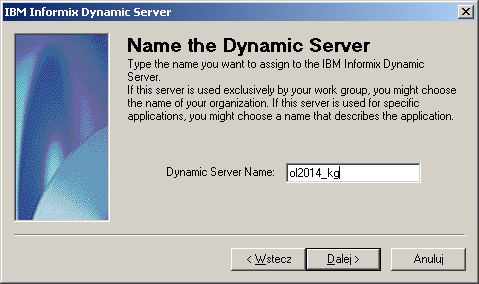 IBM Informix Dynamic Server
Name the Dynamic Server
Type the name you want to assign to the IBM Informix Dynamic
Server.
If this server is used exclusively by your work group, you might choose
the name of your organization. If this server is used for specific
applications, you might choose a name that describes the application.
Dynamic Server Name: ol2014_kg
< Wstecz Dalej > Anuluj